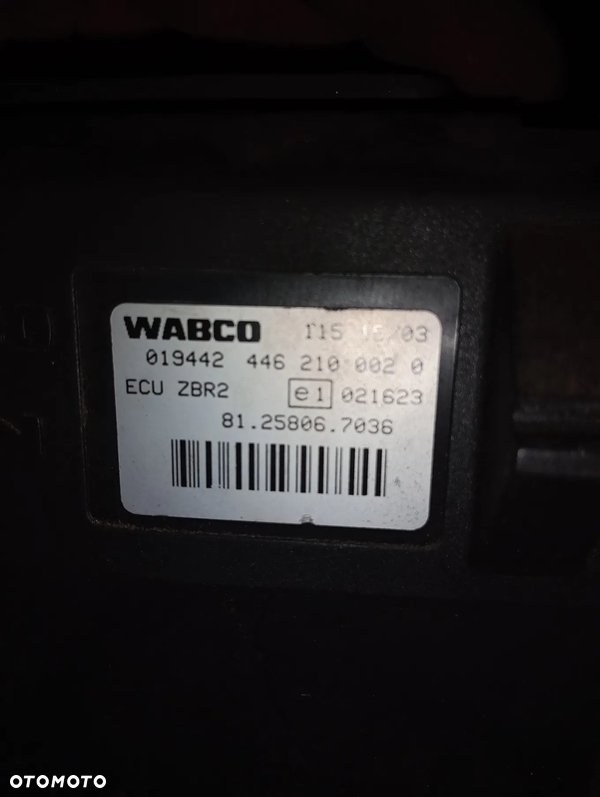 WABCO
019442 446 210 002 0
ECU ZBR2 e1 021623
81.25806.7036
OTOMOTO